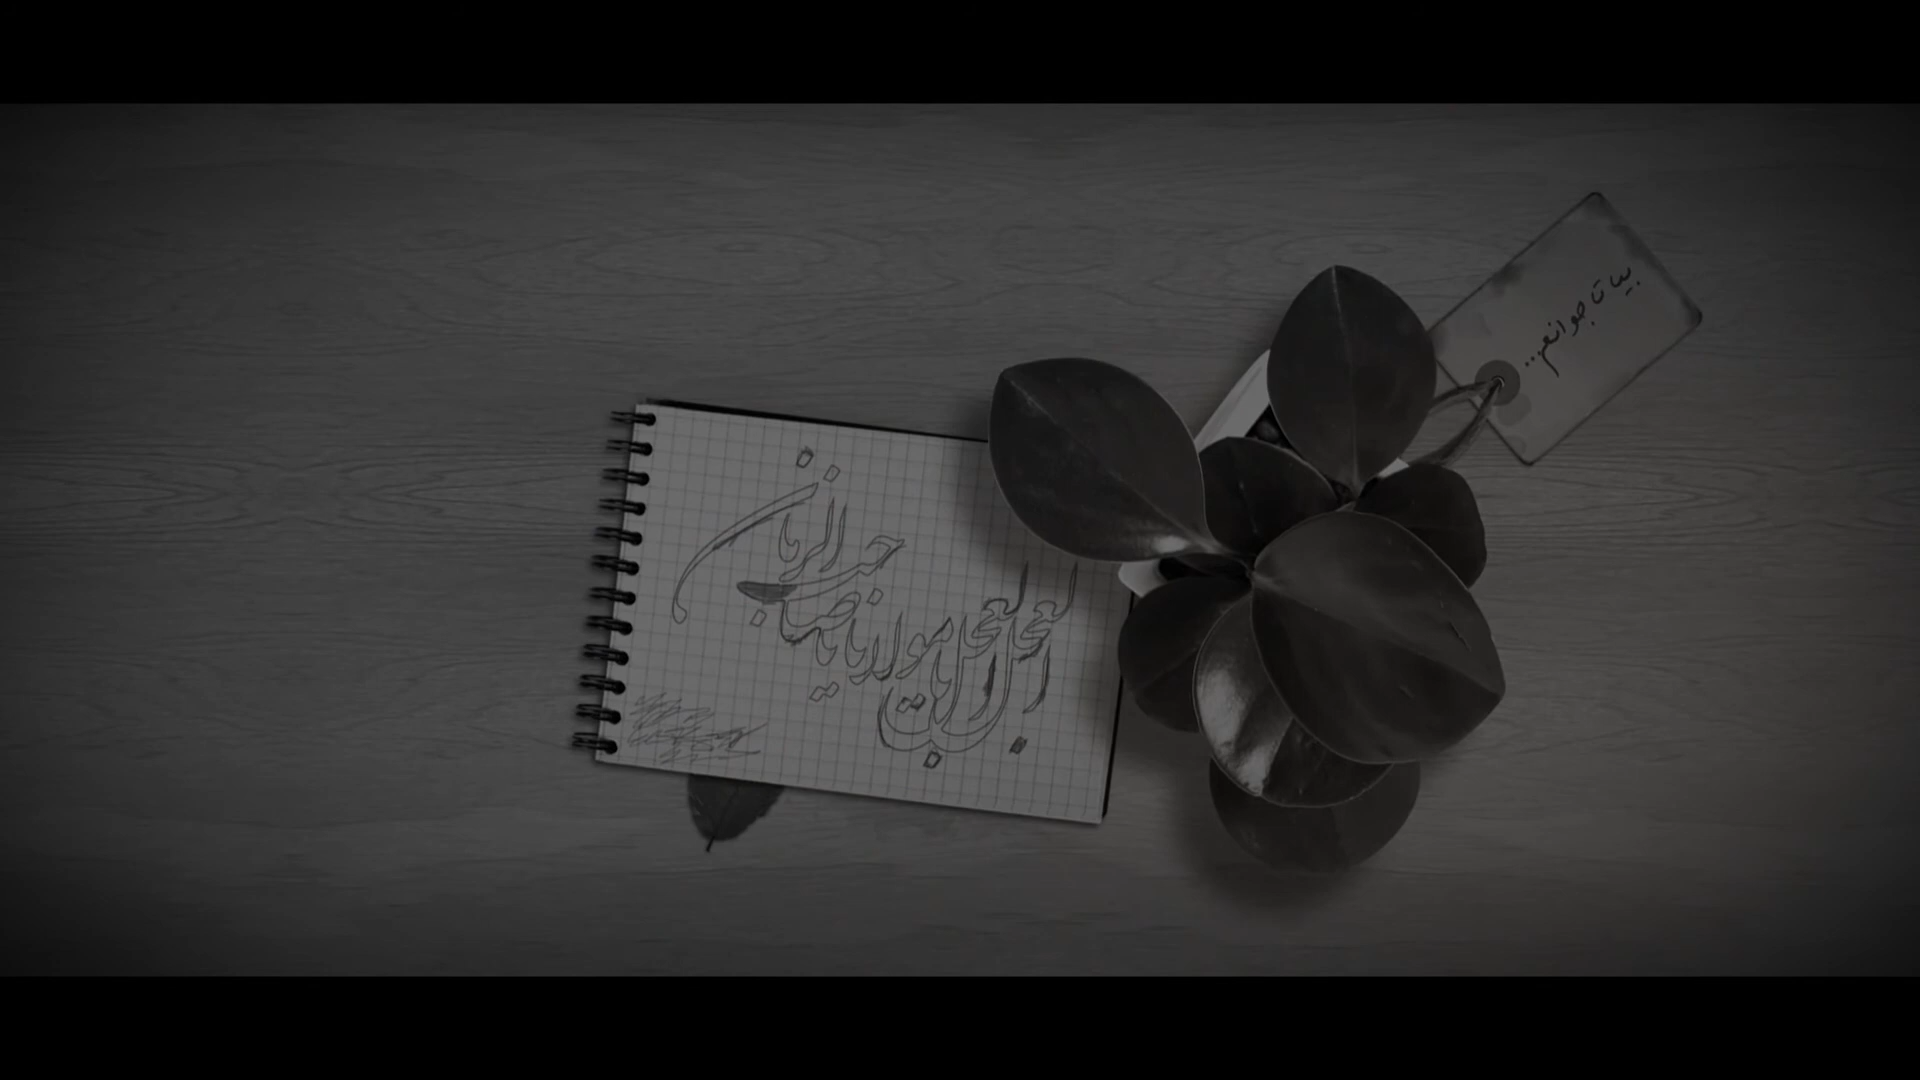 بیا تا جوانم...
العجل العجل یا مولانا یا صاحب الزمان